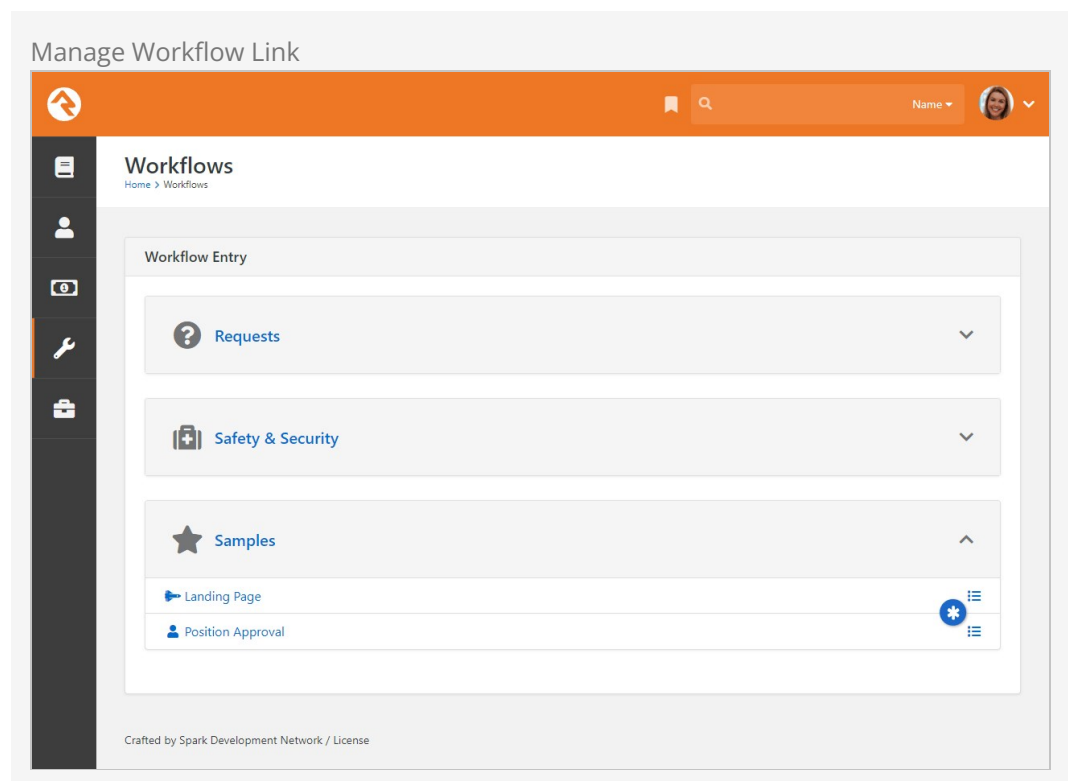 Manage Workflow Link
Name
Workflows
Home > Workflows
Workflow Entry
Requests
Safety & Security
Samples
Landing Page
Position Approval
Crafted by Spark Development Network / License